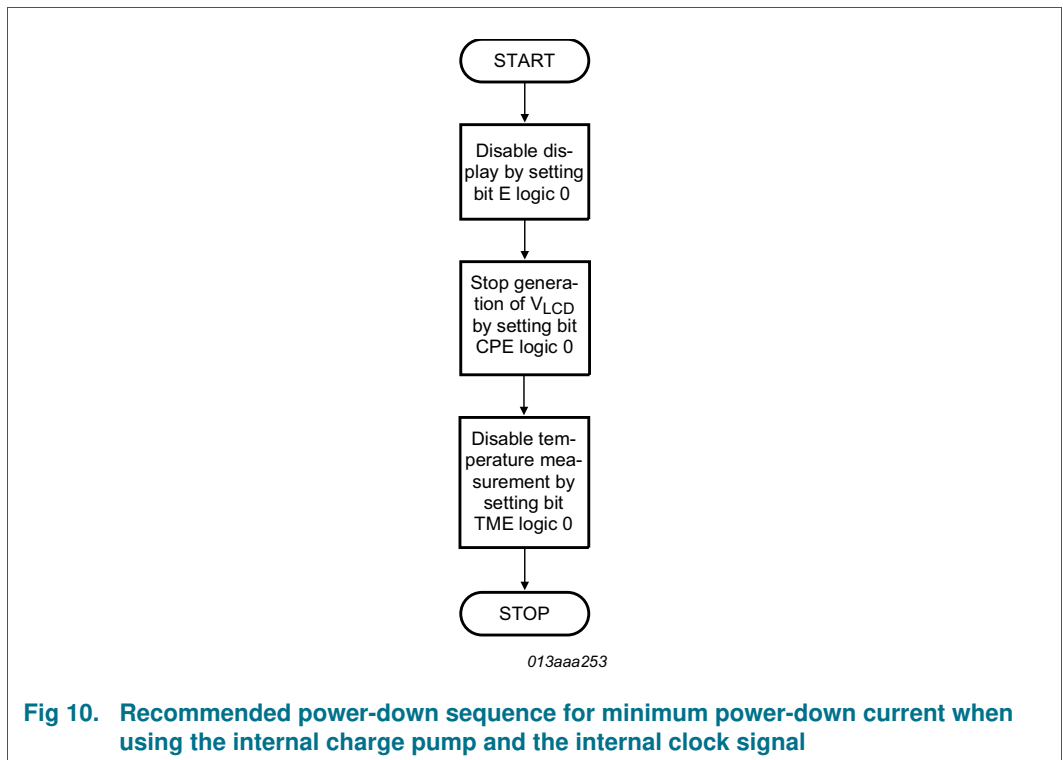 START
Disable dis-
play by setting
bit E logic 0
Stop genera-
tion of VLCD
by setting bit
CPE logic 0
Disable tem-
perature mea-
surement by
setting bit
TME logic 0
STOP
013aaa253
Fig 10. Recommended power-down sequence for minimum power-down current when
using the internal charge pump and the internal clock signal